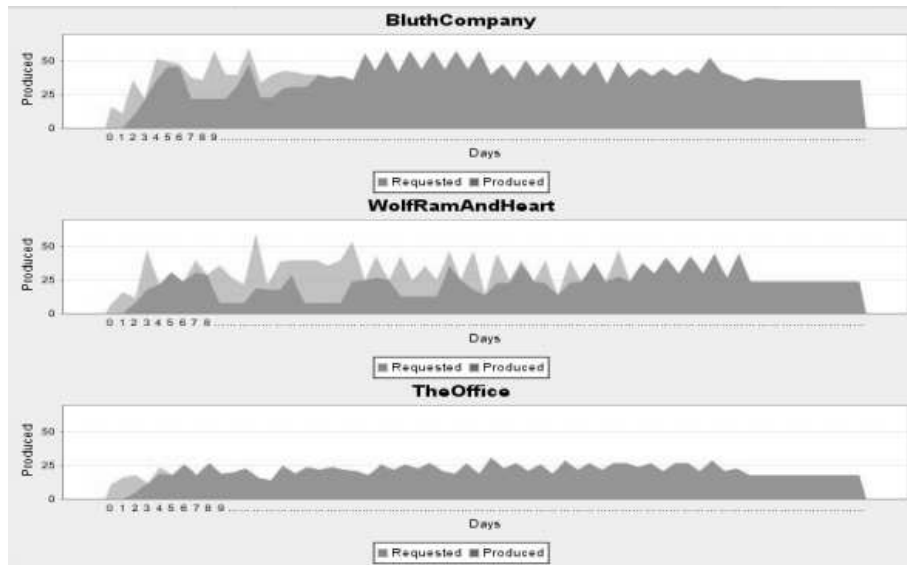 BluthCompany
Produced
50
25
0
0 1 2 3 4 5 6 7 8 9
Days
Requested Produced
WolfRamAndHeart
Produced
50
25
0
0 1 2 3 4 5 6 7 8
Days
Requested Produced
TheOffice
Produced
50
25
0
0 1 2 3 4 5 6 7 8 9
Days
Requested Produced